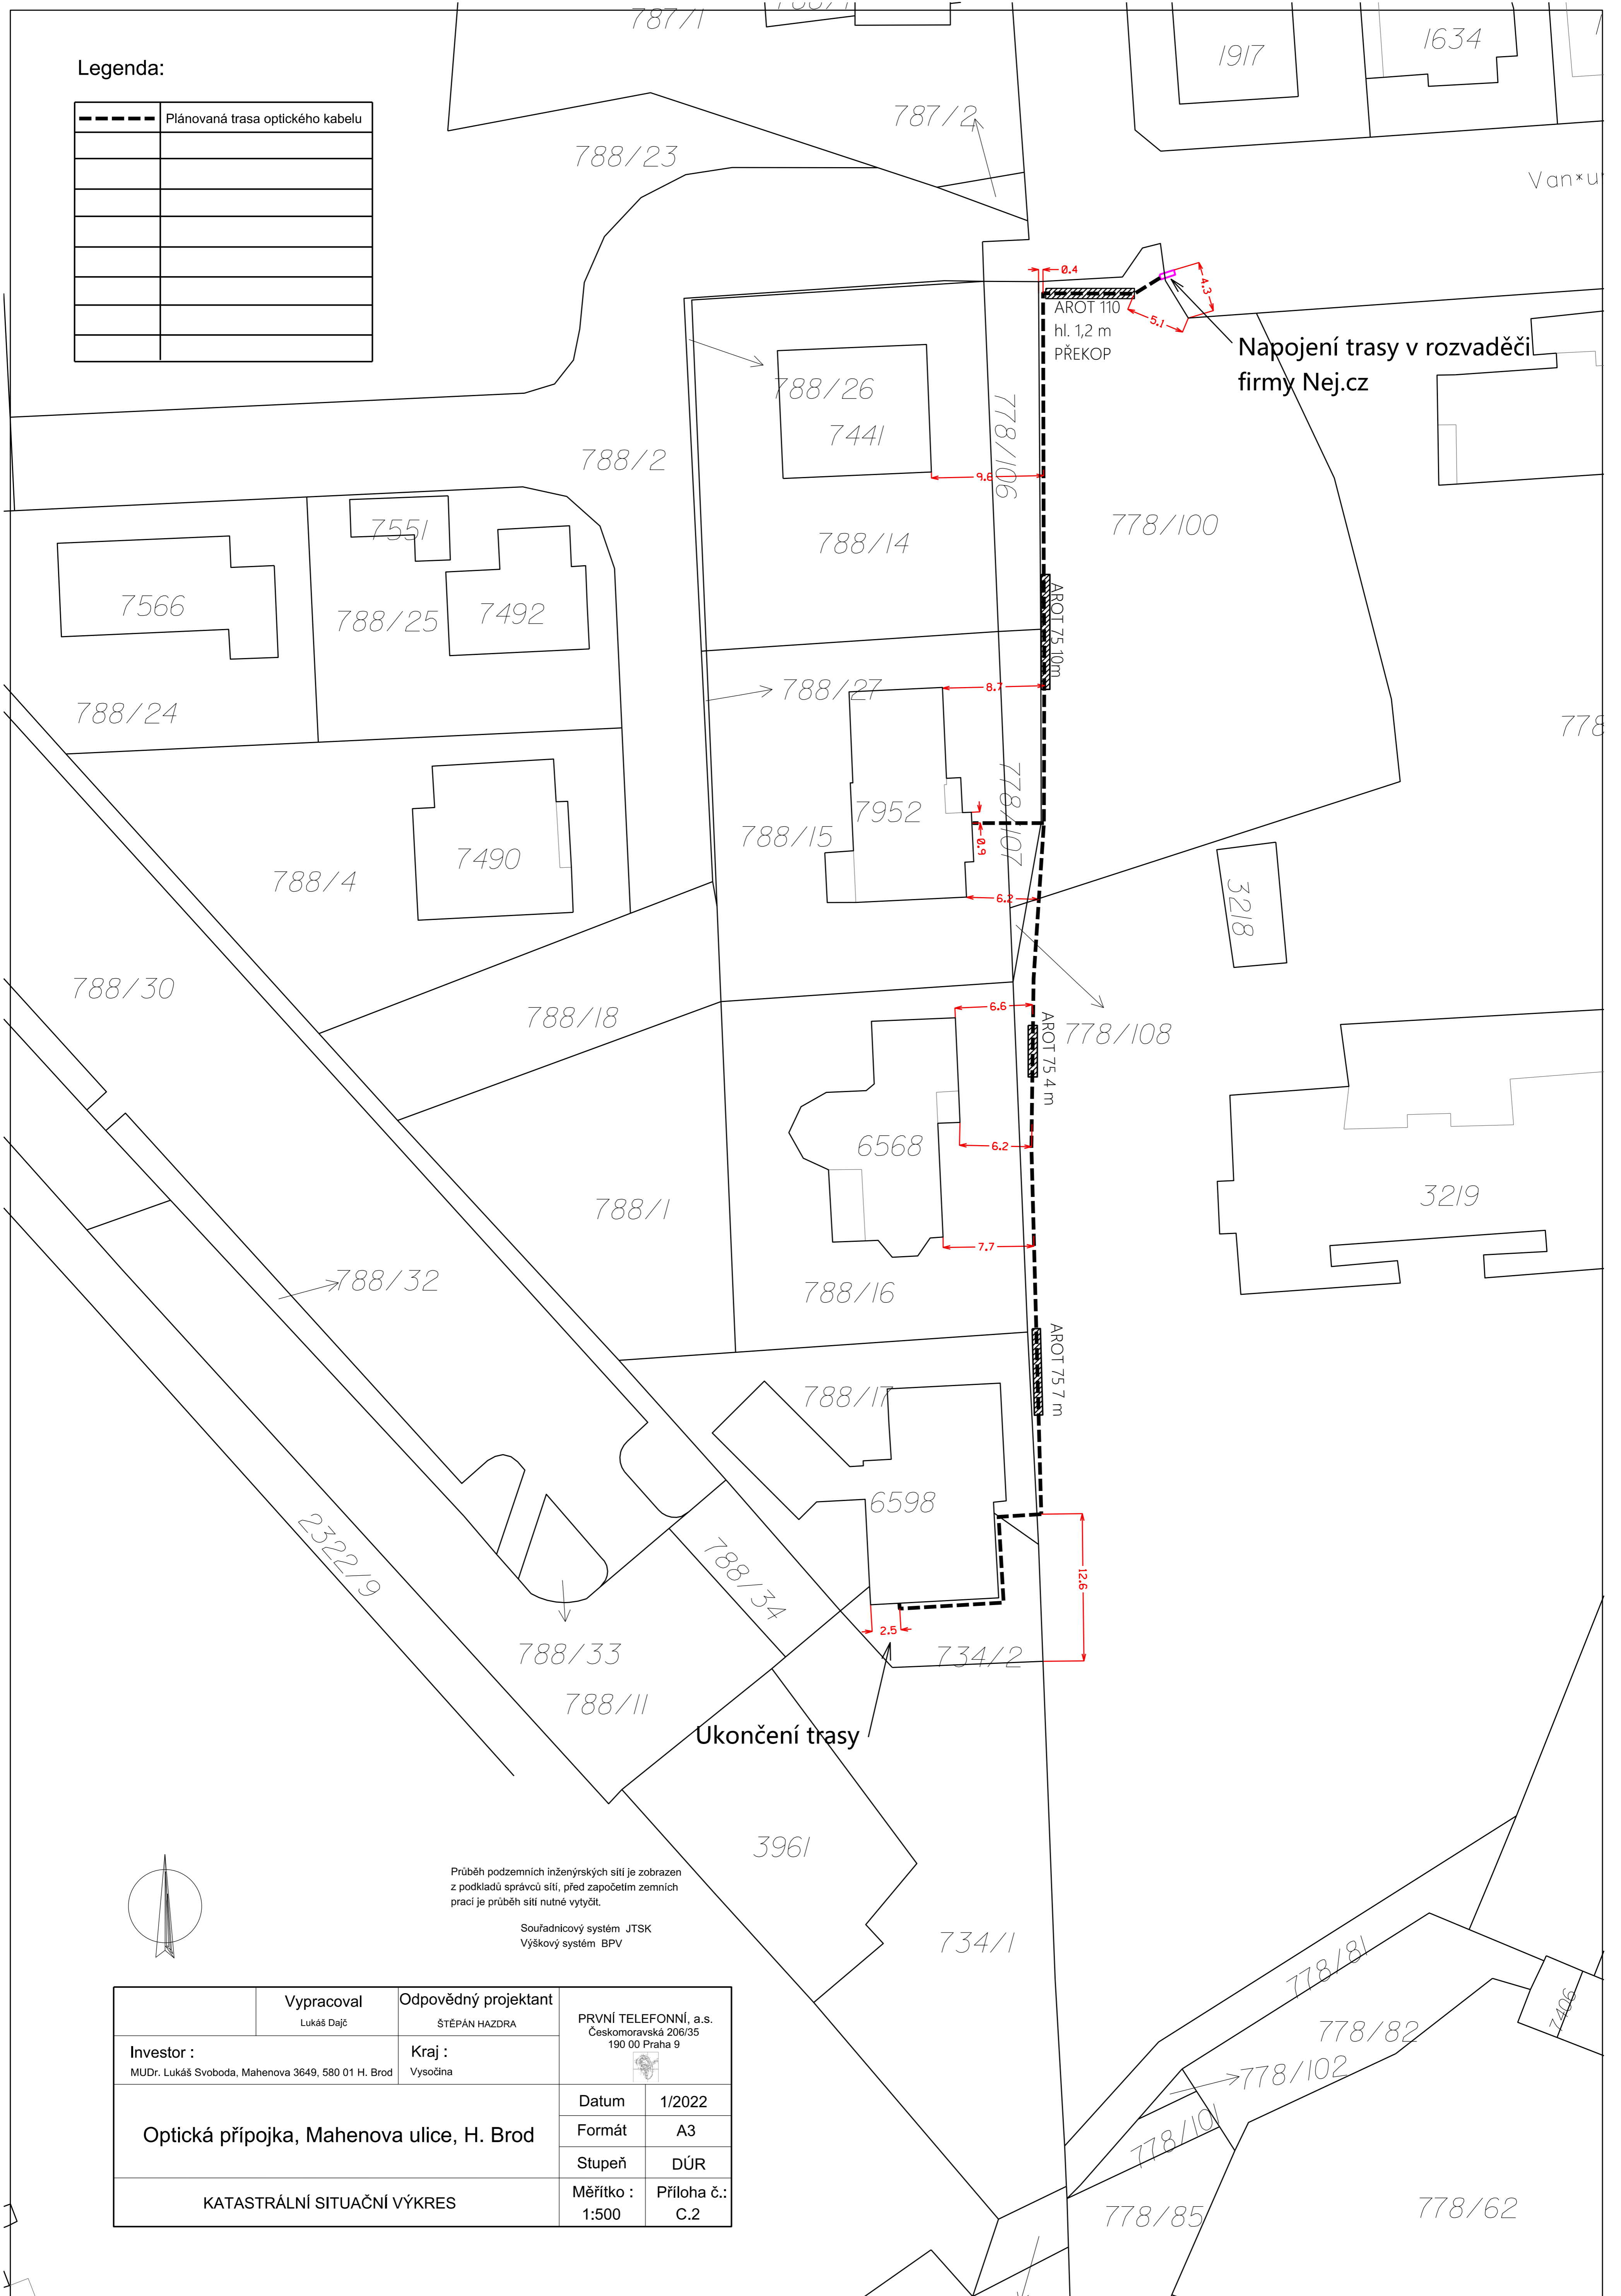 787/1
1917
1634
Legenda:
Plánovaná trasa optického kabelu
787/2
788/23
Van*u
0.4
4.3
5.1
AROT 110
hl. 1,2 m
PŘEKOP
Napojení trasy v rozvaděči
firmy Nej.cz
788/26
7441
778/106
788/2
9.8
778/100
7551
788/14
7566
788/25
7492
AROT 75 10m
788/27
8.7
788/24
778
7952
778/107
788/15
0.9
7490
788/4
6.2
3218
788/30
788/18
6.6
AROT 75 4 m
778/108
6568
6.2
3219
788/1
7.7
788/32
788/16
AROT 75 7 m
788/17
6598
2322/9
788/34
12.6
2.5
788/33
734/2
788/11
Ukončení trasy
3961
Průběh podzemních inženýrských sítí je zobrazen
z podkladů správců sítí, před započetím zemních
prací je průběh sítí nutné vytyčit.
Souřadnicový systém JTSK
Výškový systém BPV
734/1
778/81
7406
778/82
778/102
778/101
778/85
778/62
Vypracoval
Lukáš Dajč
Odpovědný projektant
ŠTĚPÁN HAZDRA
PRVNÍ TELEFONNÍ, a.s.
Českomoravská 206/35
190 00 Praha 9
Investor :
MUDr. Lukáš Svoboda, Mahenova 3649, 580 01 H. Brod
Kraj :
Vysočina
Datum 1/2022
Optická přípojka, Mahenova ulice, H. Brod
Formát A3
Stupeň DÚR
KATASTRÁLNÍ SITUAČNÍ VÝKRES
Měřítko : Příloha č.:
1:500 C.2